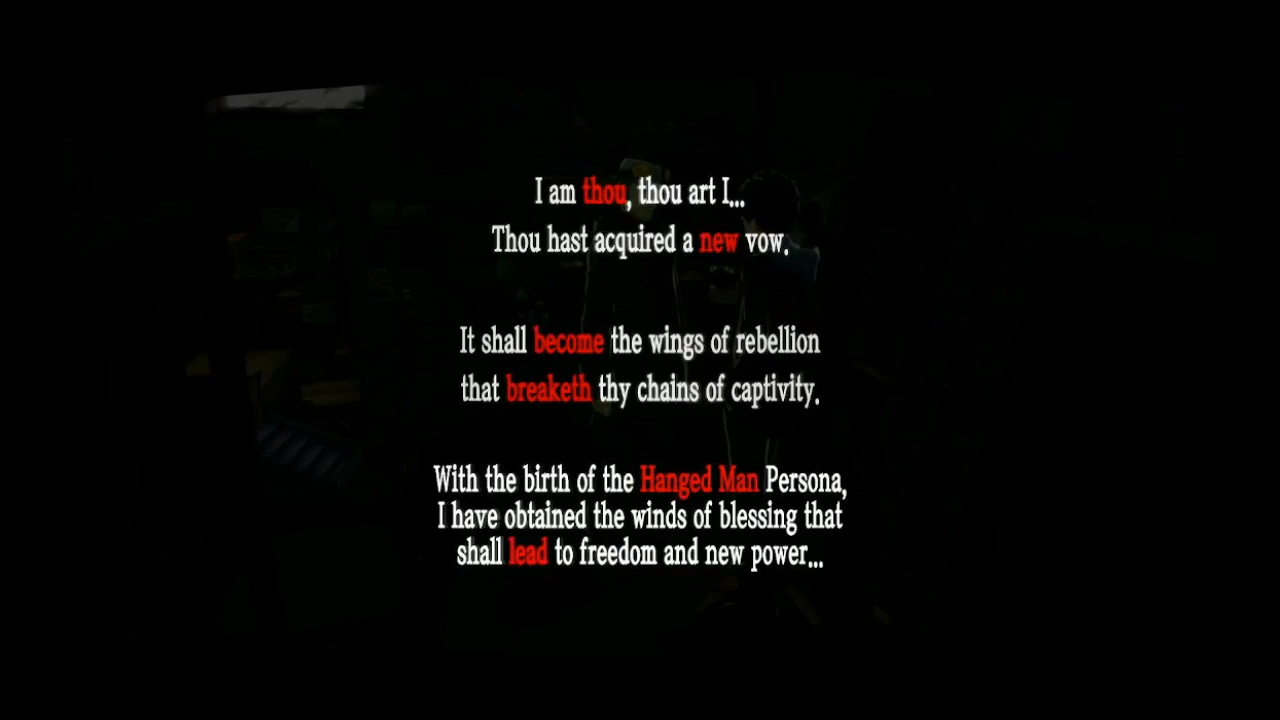 I am thou, thou art I...
Thou hast acquired a new vow.
It shall become the wings of rebellion
that breaketh thy chains of captivity.
With the birth of the Hanged Man Persona,
I have obtained the winds of blessing that
shall lead to freedom and new power...